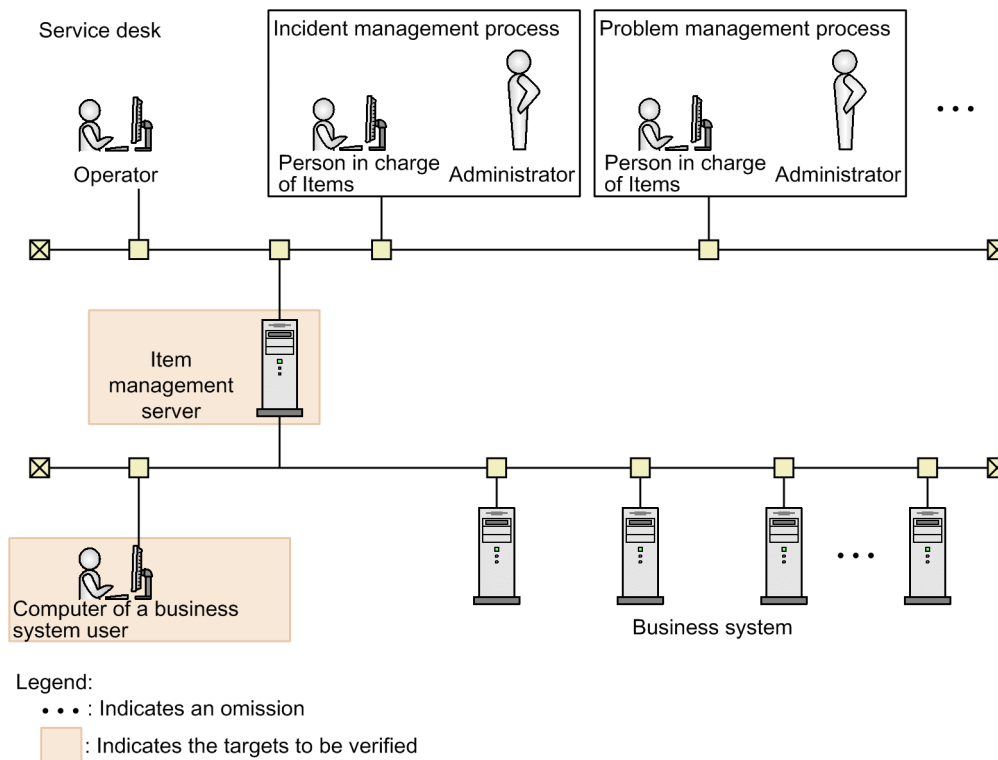 Service desk
Incident management process
Problem management process
Operator
Person in charge
of Items
Administrator
Person in charge
of Items
Administrator
• • •
Item
management
server
Computer of a business
system user
• • •
Business system
Legend:
• • • : Indicates an omission
: Indicates the targets to be verified